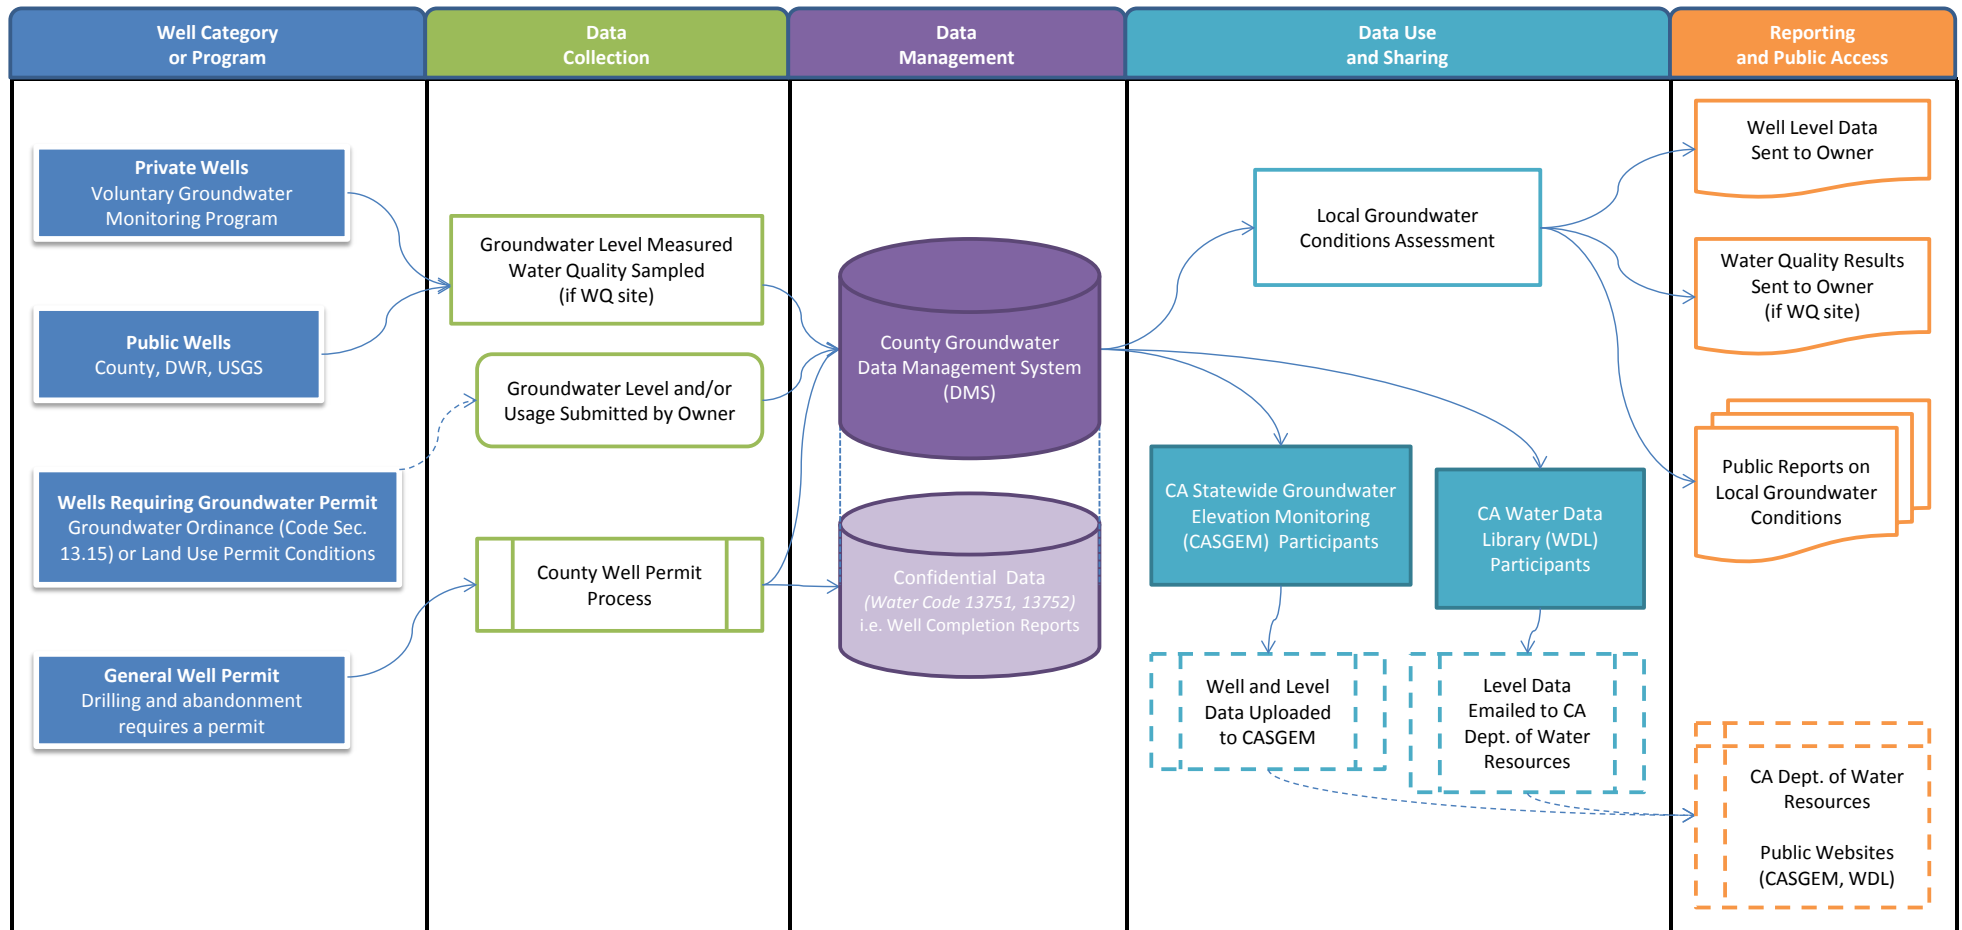 Well Category
or Program
Data
Collection
Data
Management
Data Use
and Sharing
Reporting
and Public Access
Private Wells
Voluntary Groundwater
Monitoring Program
Public Wells
County, DWR, USGS
Wells Requiring Groundwater Permit
Groundwater Ordinance (Code Sec.
13.15) or Land Use Permit Conditions
General Well Permit
Drilling and abandonment
requires a permit
Groundwater Level Measured
Water Quality Sampled
(if WQ site)
Groundwater Level and/or
Usage Submitted by Owner
County Well Permit
Process
County Groundwater
Data Management System
(DMS)
Confidential Data
(Water Code 13751, 13752)
i.e. Well Completion Reports
Local Groundwater
Conditions Assessment
CA Statewide Groundwater
Elevation Monitoring
(CASGEM) Participants
CA Water Data
Library (WDL)
Participants
Well and Level
Data Uploaded
to CASGEM
Level Data
Emailed to CA
Dept. of Water
Resources
Well Level Data
Sent to Owner
Water Quality Results
Sent to Owner
(if WQ site)
Public Reports on
Local Groundwater
Conditions
CA Dept. of Water
Resources
Public Websites
(CASGEM, WDL)